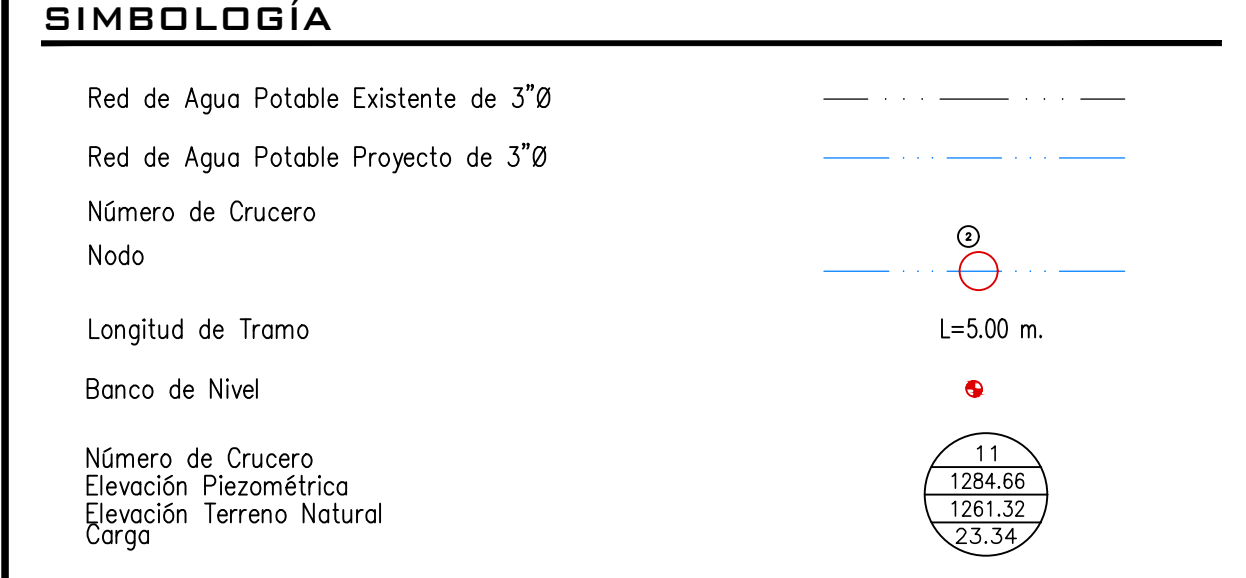 SIMBOLOGÍA
Red de Agua Potable Existente de 3"Ø
Red de Agua Potable Proyecto de 3"Ø
Número de Crucero
2
Nodo
Longitud de Tramo L=5.00 m.
Banco de Nivel
Número de Crucero 11
Elevación Piezométrica 1284.66
Elevación Terreno Natural 1261.32
Carga 23.34